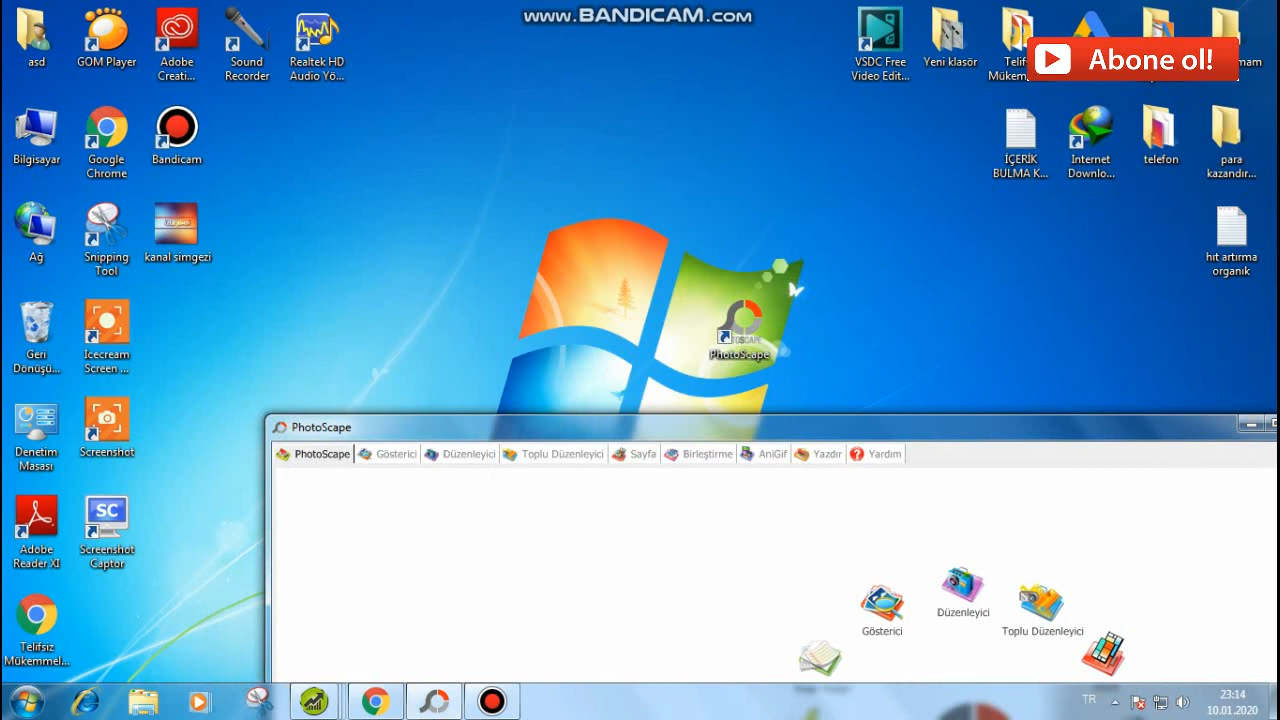 www.BANDICAM.com
Abone ol!
asd
GOM Player
Adobe
Creati...
Sound
Recorder
Realtek HD
Audio Yö...
VSDC Free
Video Edit...
Yeni klasör
Bilgisayar
Google
Chrome
Bandicam
İÇERİK
BULMA K...
Internet
Downlo...
telefon
para
kazandır...
Ağ
Snipping
Tool
kanal simgezi
hıt artırma
organık
Geri
Dönüşü...
Icecream
Screen ...
PhotoScape
Denetim
Masası
Screenshot
PhotoScape
PhotoScape
Gösterici
Düzenleyici
Toplu Düzenleyici
Sayfa
Birleştirme
AniGif
Yazdır
Yardım
SC
Adobe
Reader XI
Screenshot
Captor
Düzenleyici
Gösterici
Toplu Düzenleyici
Telifsiz
Mükemmel...
TR
23:14
10.01.2020